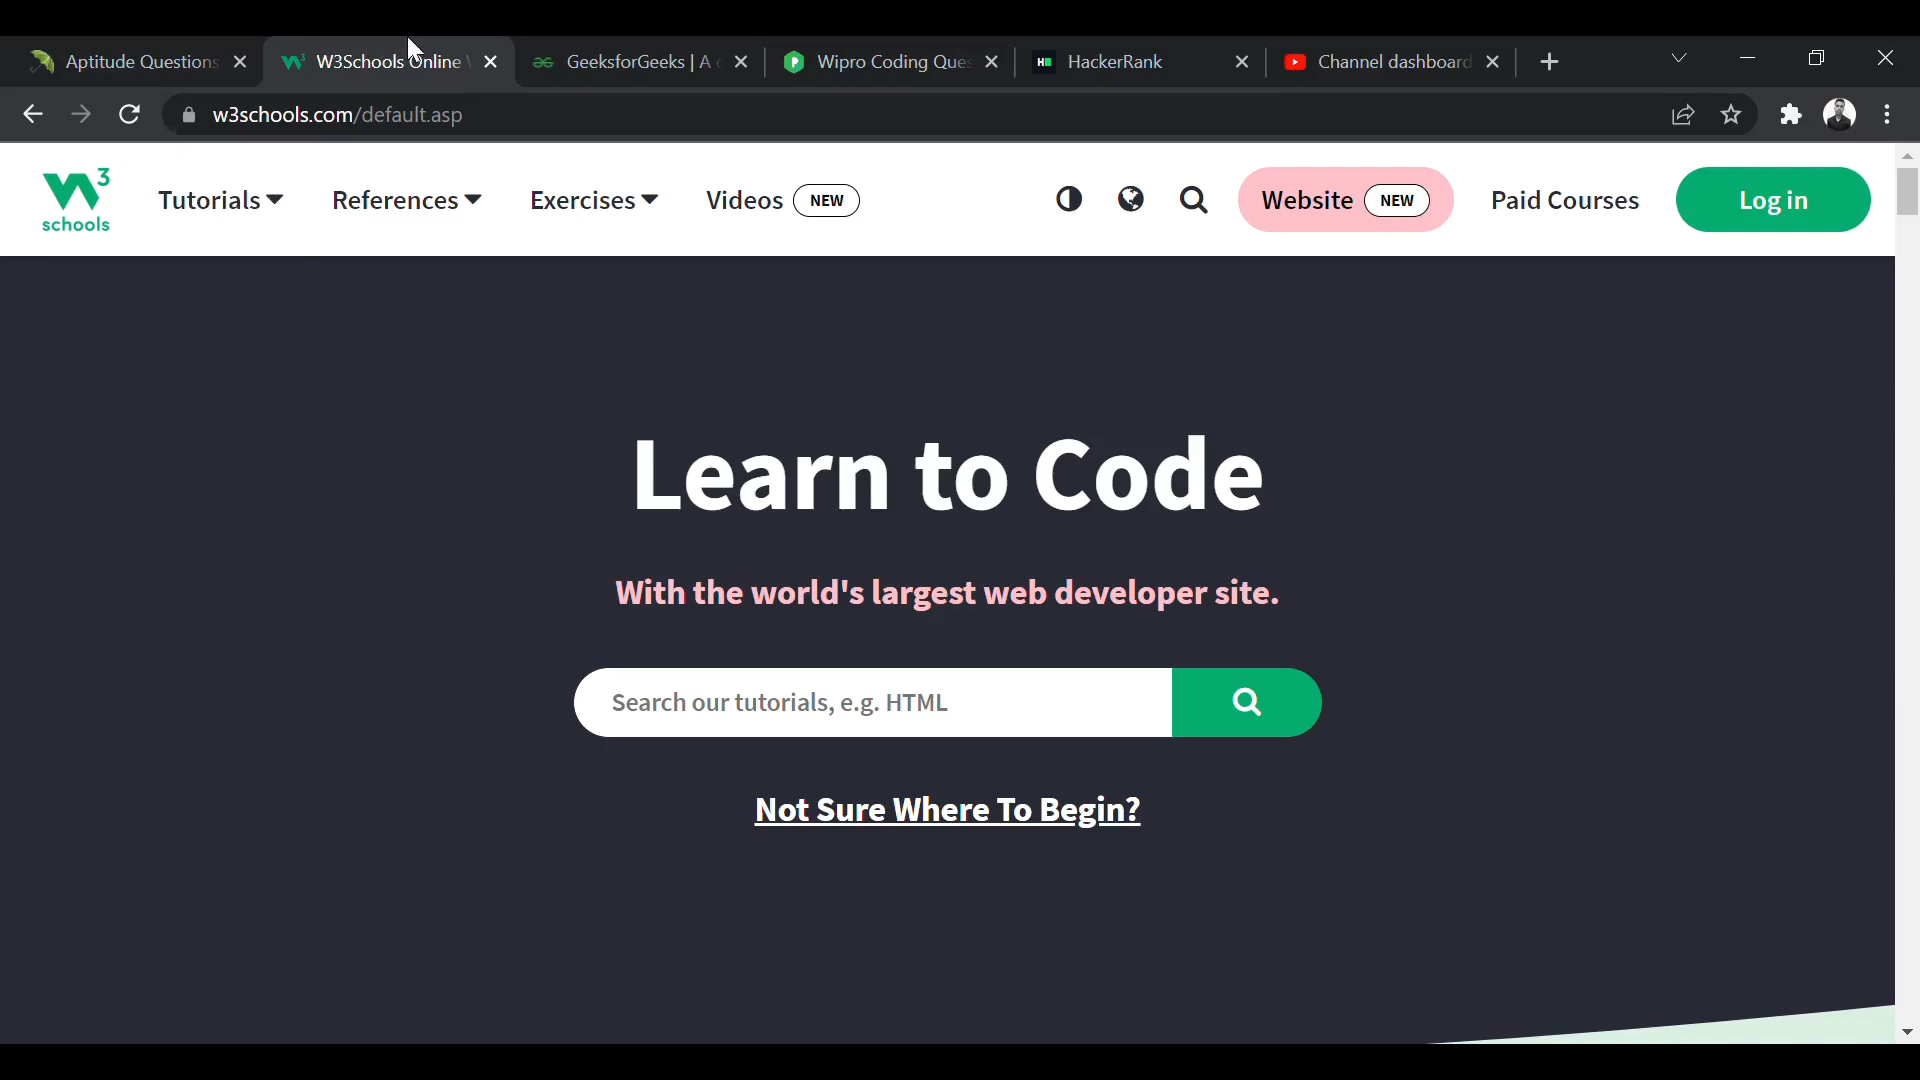 Aptitude Questions
W3Schools Online
GeeksforGeeks | A
Wipro Coding Ques
HackerRank
Channel dashboard
w3schools.com/default.asp
W3 schools
Tutorials
References
Exercises
Videos NEW
Website NEW
Paid Courses
Log in
Learn to Code
With the world's largest web developer site.
Search our tutorials, e.g. HTML
Not Sure Where To Begin?